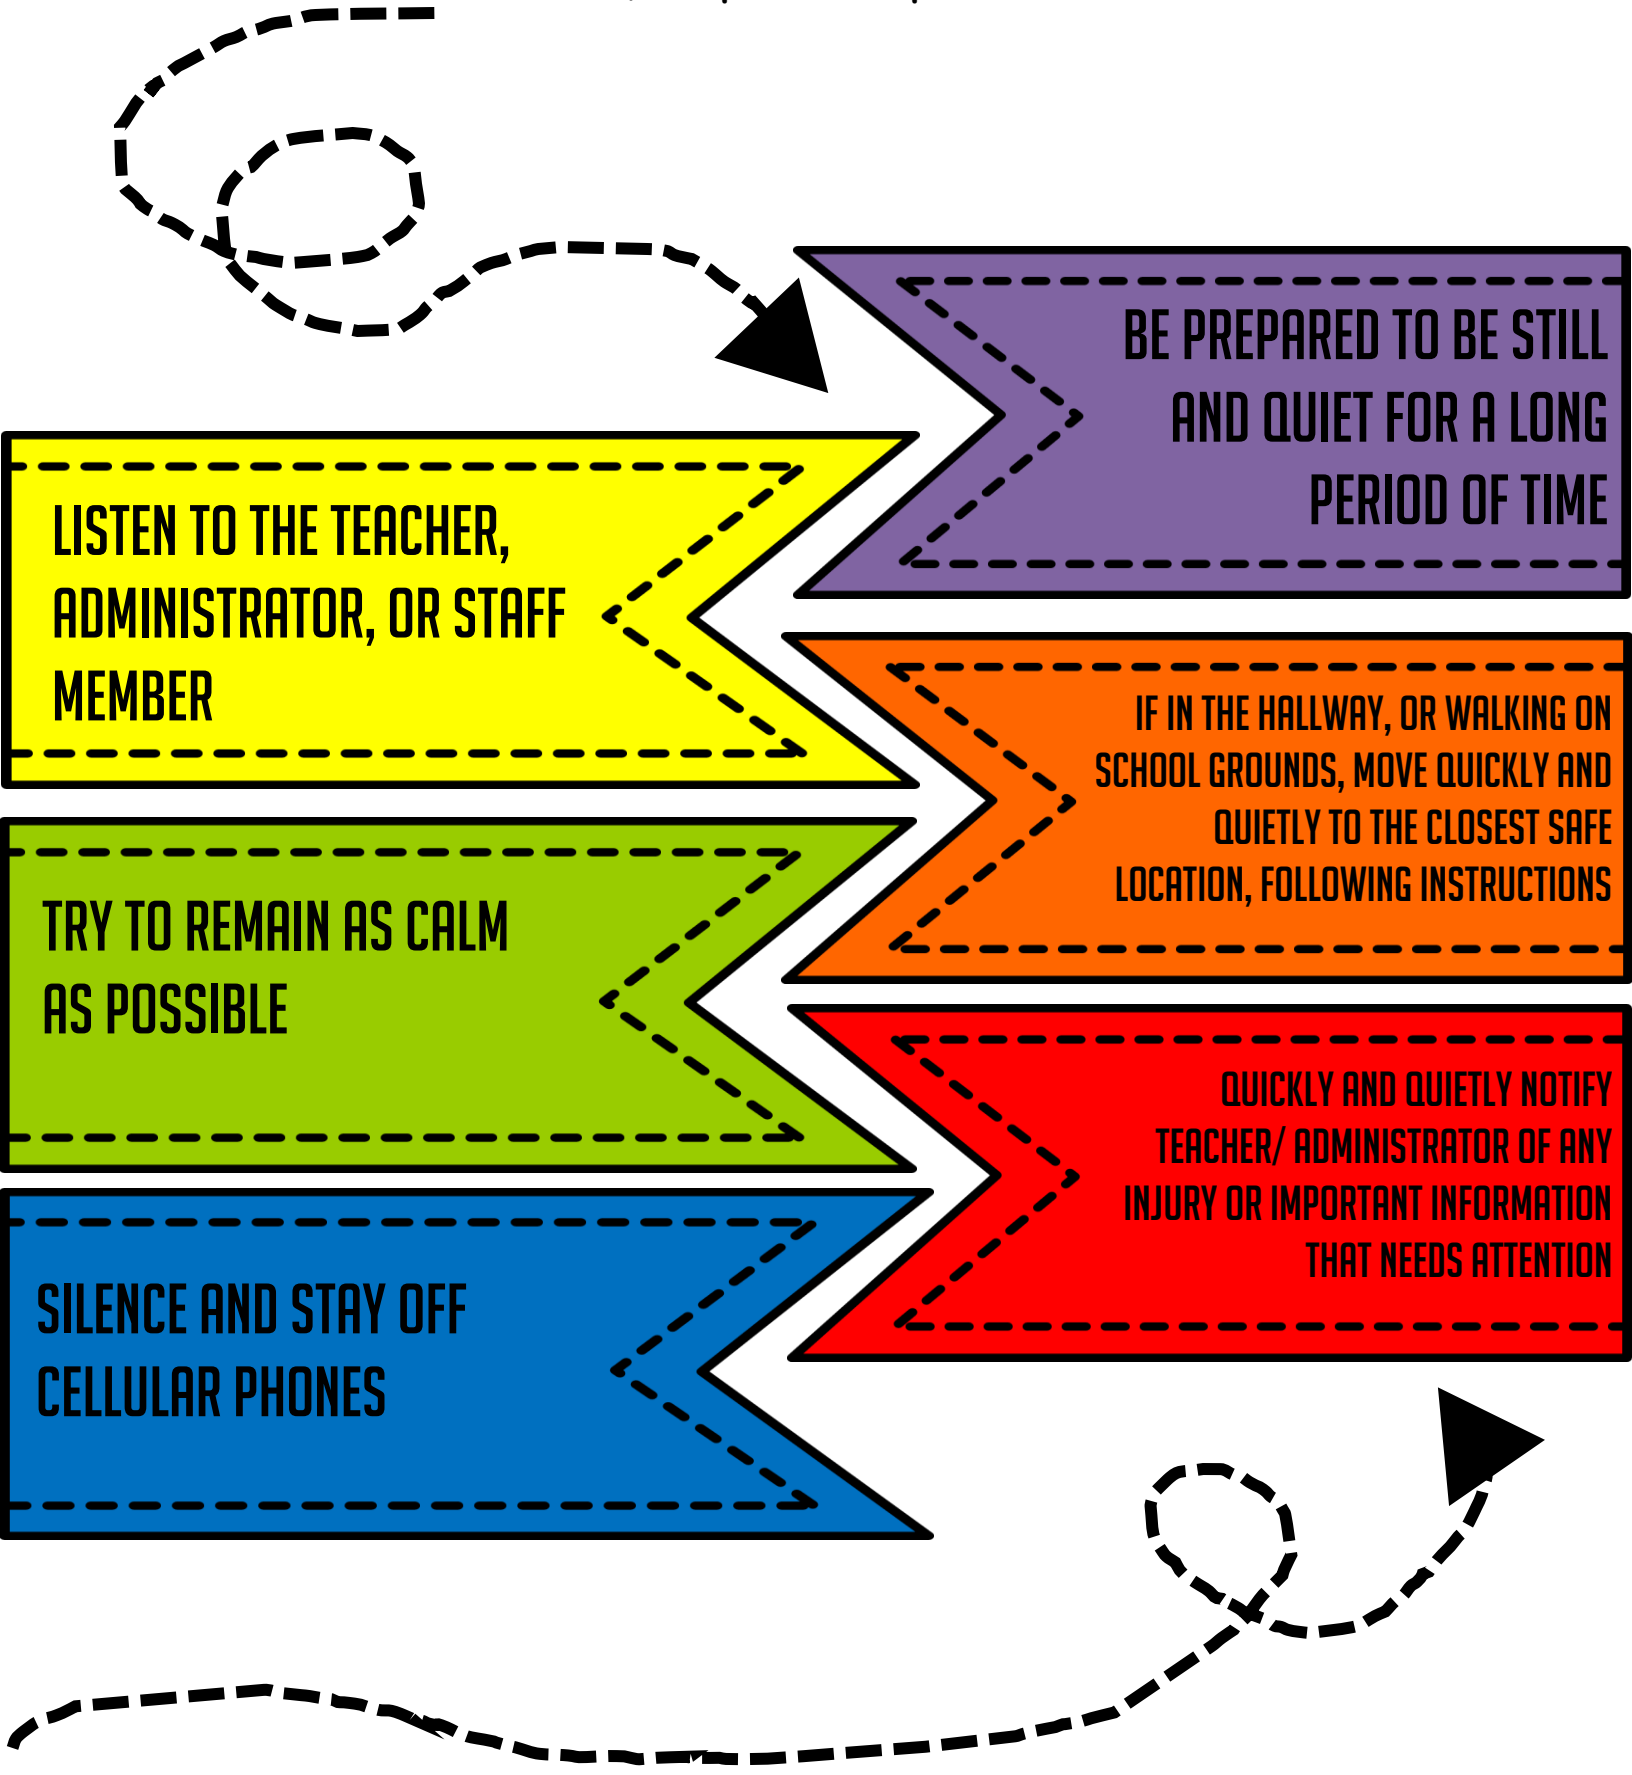 BE PREPARED TO BE STILL
AND QUIET FOR A LONG
PERIOD OF TIME
LISTEN TO THE TEACHER,
ADMINISTRATOR, OR STAFF
MEMBER
IF IN THE HALLWAY, OR WALKING ON
SCHOOL GROUNDS, MOVE QUICKLY AND
QUIETLY TO THE CLOSEST SAFE
LOCATION, FOLLOWING INSTRUCTIONS
TRY TO REMAIN AS CALM
AS POSSIBLE
QUICKLY AND QUIETLY NOTIFY
TEACHER/ ADMINISTRATOR OF ANY
INJURY OR IMPORTANT INFORMATION
THAT NEEDS ATTENTION
SILENCE AND STAY OFF
CELLULAR PHONES